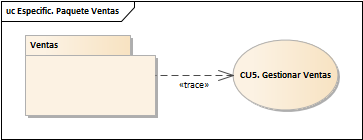 uc Especific. Paquete Ventas
Ventas
CU5. Gestionar Ventas
«trace»